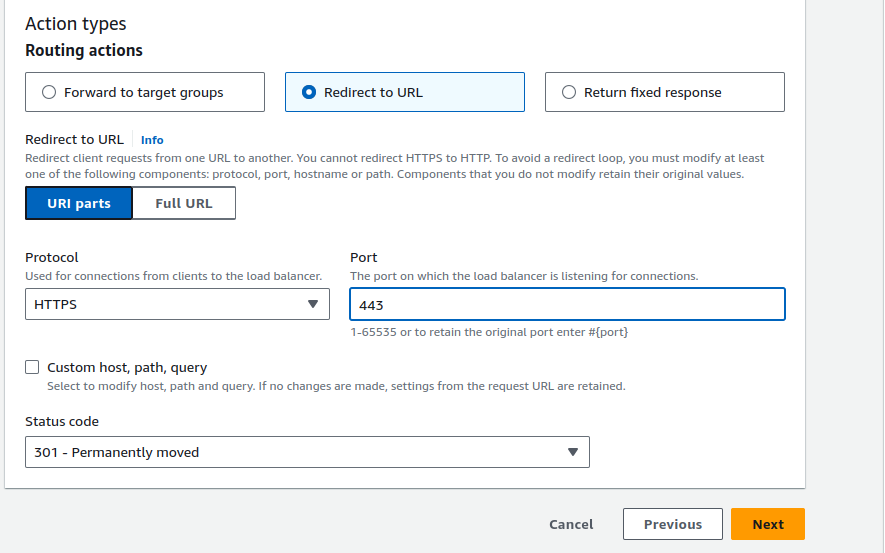 Action types
Routing actions
Forward to target groups
Redirect to URL
Return fixed response
Redirect to URL Info
Redirect client requests from one URL to another. You cannot redirect HTTPS to HTTP. To avoid a redirect loop, you must modify at least
one of the following components: protocol, port, hostname or path. Components that you do not modify retain their original values.
URI parts
Full URL
Protocol
Used for connections from clients to the load balancer.
HTTPS
Port
The port on which the load balancer is listening for connections.
443
1-65535 or to retain the original port enter #{port}
Custom host, path, query
Select to modify host, path and query. If no changes are made, settings from the request URL are retained.
Status code
301 - Permanently moved
Cancel
Previous
Next